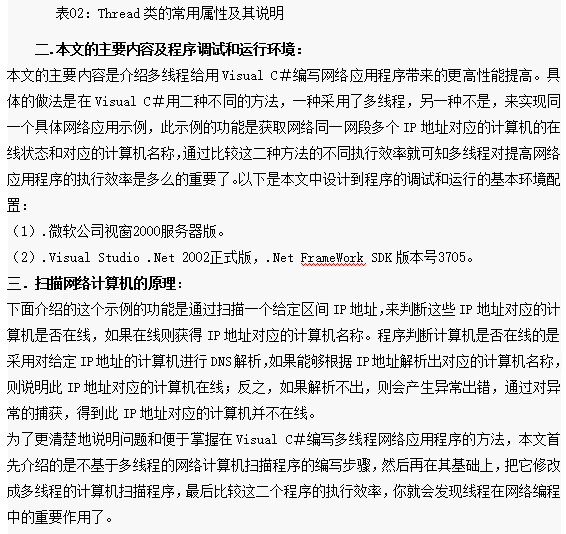 表02：Thread类的常用属性及其说明
二.本文的主要内容及程序调试和运行环境：
本文的主要内容是介绍多线程给用Visual C＃编写网络应用程序带来的更高性能提高。具
体的做法是在Visual C＃用二种不同的方法，一种采用了多线程，另一种不是，来实现同
一个具体网络应用示例，此示例的功能是获取网络同一网段多个IP地址对应的计算机的在
线状态和对应的计算机名称，通过比较这二种方法的不同执行效率就可知多线程对提高网络
应用程序的执行效率是多么的重要了。以下是本文中设计到程序的调试和运行的基本环境配
置：
（1）.微软公司视窗2000服务器版。
（2）.Visual Studio .Net 2002正式版，.Net FrameWork SDK版本号3705。
三．扫描网络计算机的原理：
下面介绍的这个示例的功能是通过扫描一个给定区间IP地址，来判断这些IP地址对应的计
算机是否在线，如果在线则获得IP地址对应的计算机名称。程序判断计算机是否在线的是
采用对给定IP地址的计算机进行DNS解析，如果能够根据IP地址解析出对应的计算机名称，
则说明此IP地址对应的计算机在线；反之，如果解析不出，则会产生异常出错，通过对异
常的捕获，得到此IP地址对应的计算机并不在线。
为了更清楚地说明问题和便于掌握在Visual C＃编写多线程网络应用程序的方法，本文首
先介绍的是不基于多线程的网络计算机扫描程序的编写步骤，然后再在其基础上，把它修改
成多线程的计算机扫描程序，最后比较这二个程序的执行效率，你就会发现线程在网络编程
中的重要作用了。